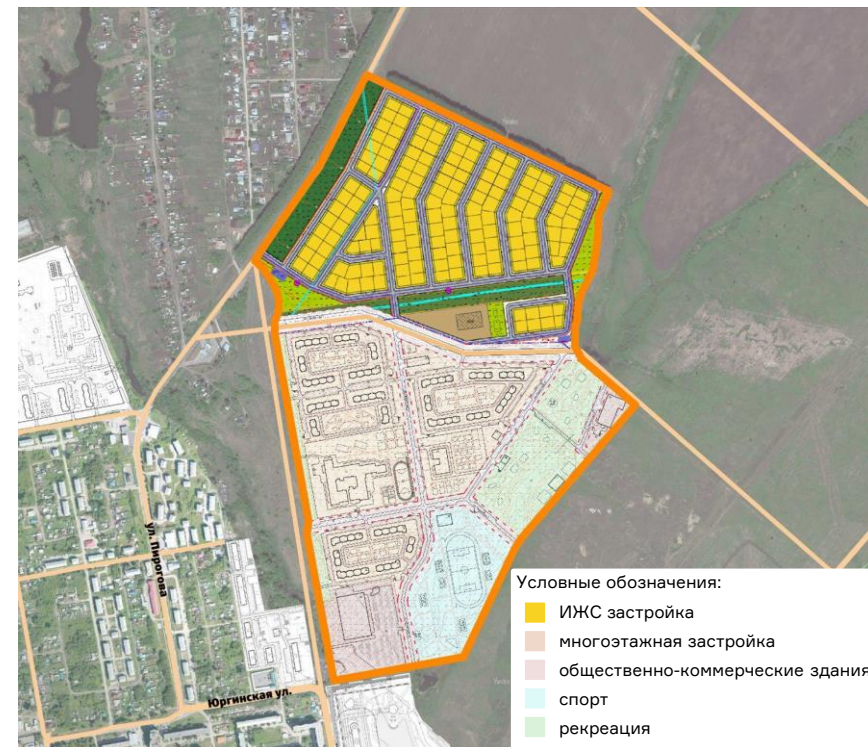 ул. Пирогова
Юргинская ул.
Условные обозначения:
ИЖС застройка
многоэтажная застройка
общественно-коммерческие здания
спорт
рекреация